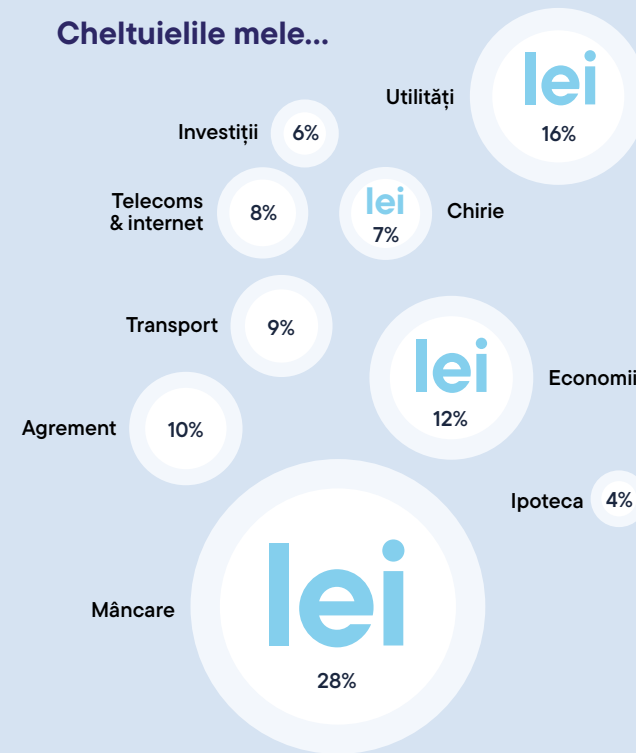 Cheltuielile mele...
lei
Utilități
16%
Investiții
6%
Telecoms
& internet
8%
lei
7%
Chirie
Transport
9%
lei
12%
Economii
Agrement
10%
Ipoteca
4%
Mâncare
lei
28%